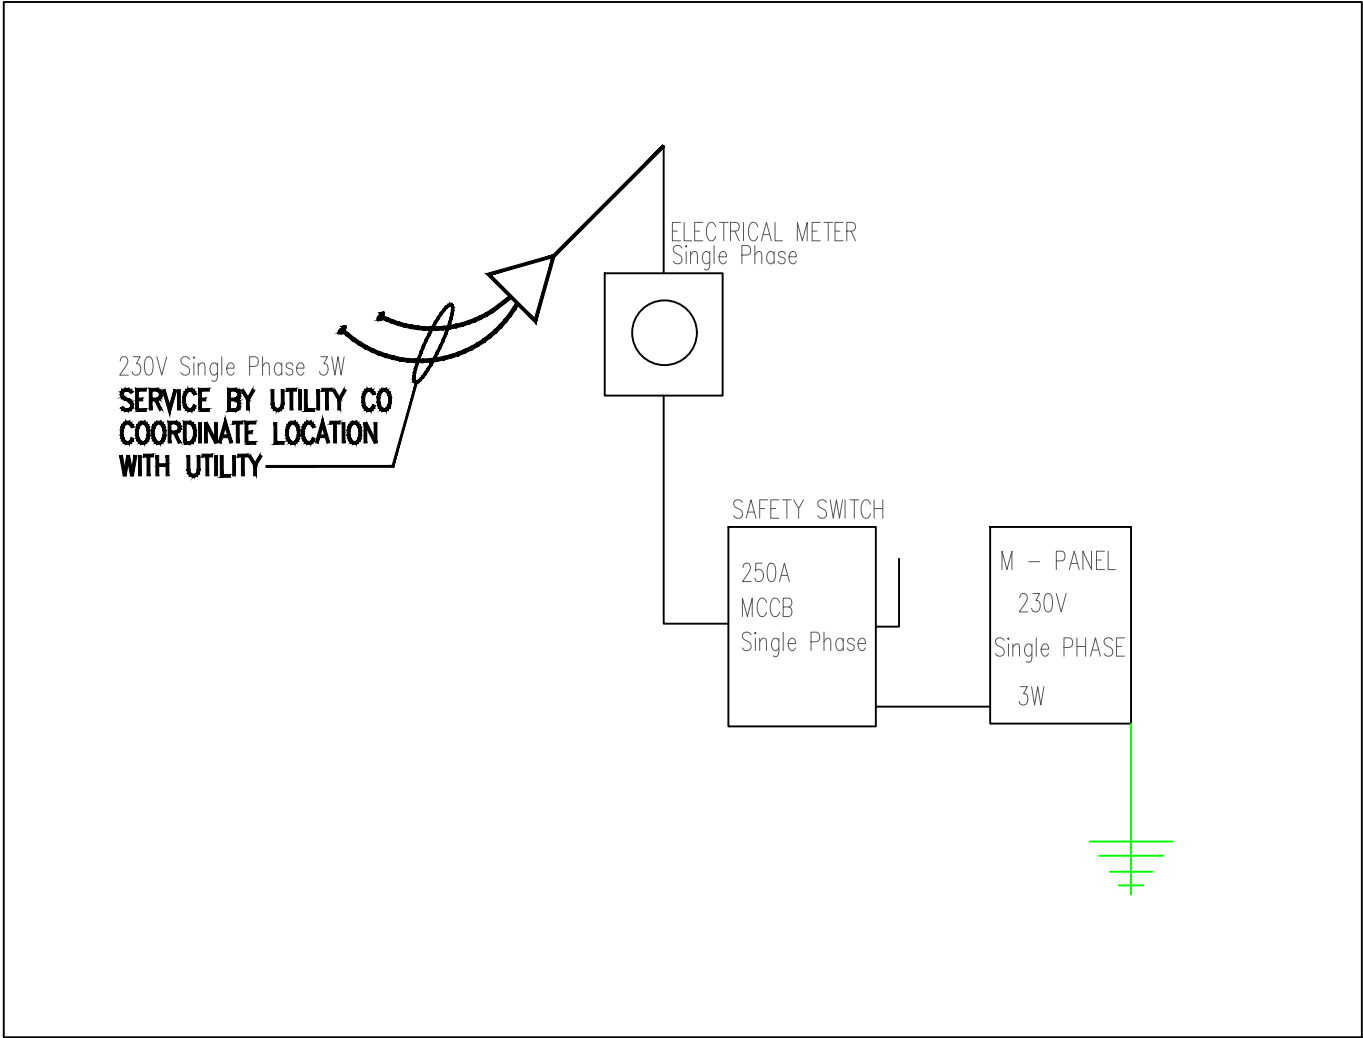 ELECTRICAL METER
Single Phase
230V Single Phase 3W
SERVICE BY UTILITY CO
COORDINATE LOCATION
WITH UTILITY
SAFETY SWITCH
250A
MCCB
Single Phase
M - PANEL
230V
Single PHASE
3W